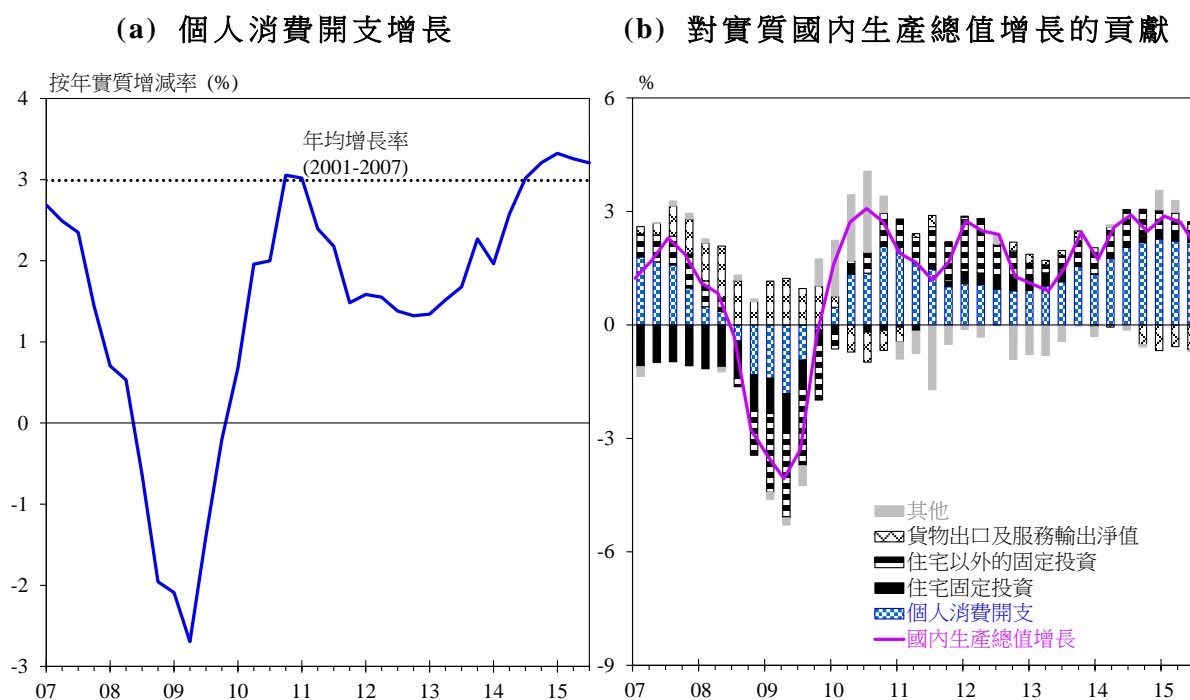 (a) 個人消費開支增長
按年實質增減率 (%)
4
3
2
1
0
-1
-2
-3
年均增長率
(2001-2007)
07 08 09 10 11 12 13 14 15
(b) 對實質國內生產總值增長的貢獻
%
6
3
0
-3
-6
-9
其他
貨物出口及服務輸出淨值
住宅以外的固定投資
住宅固定投資
個人消費開支
國內生產總值增長
07 08 09 10 11 12 13 14 15